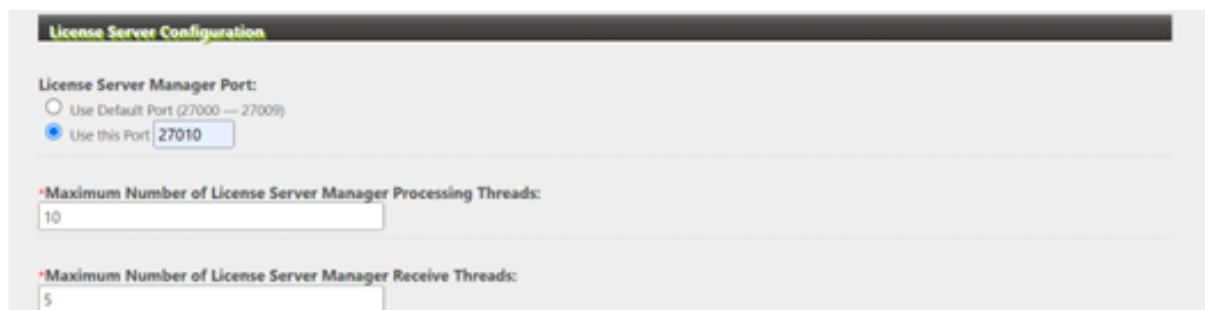 License Server Configuration
License Server Manager Port:
Use Default Port (27000 — 27009)
Use this Port 27010
*Maximum Number of License Server Manager Processing Threads:
10
*Maximum Number of License Server Manager Receive Threads:
5